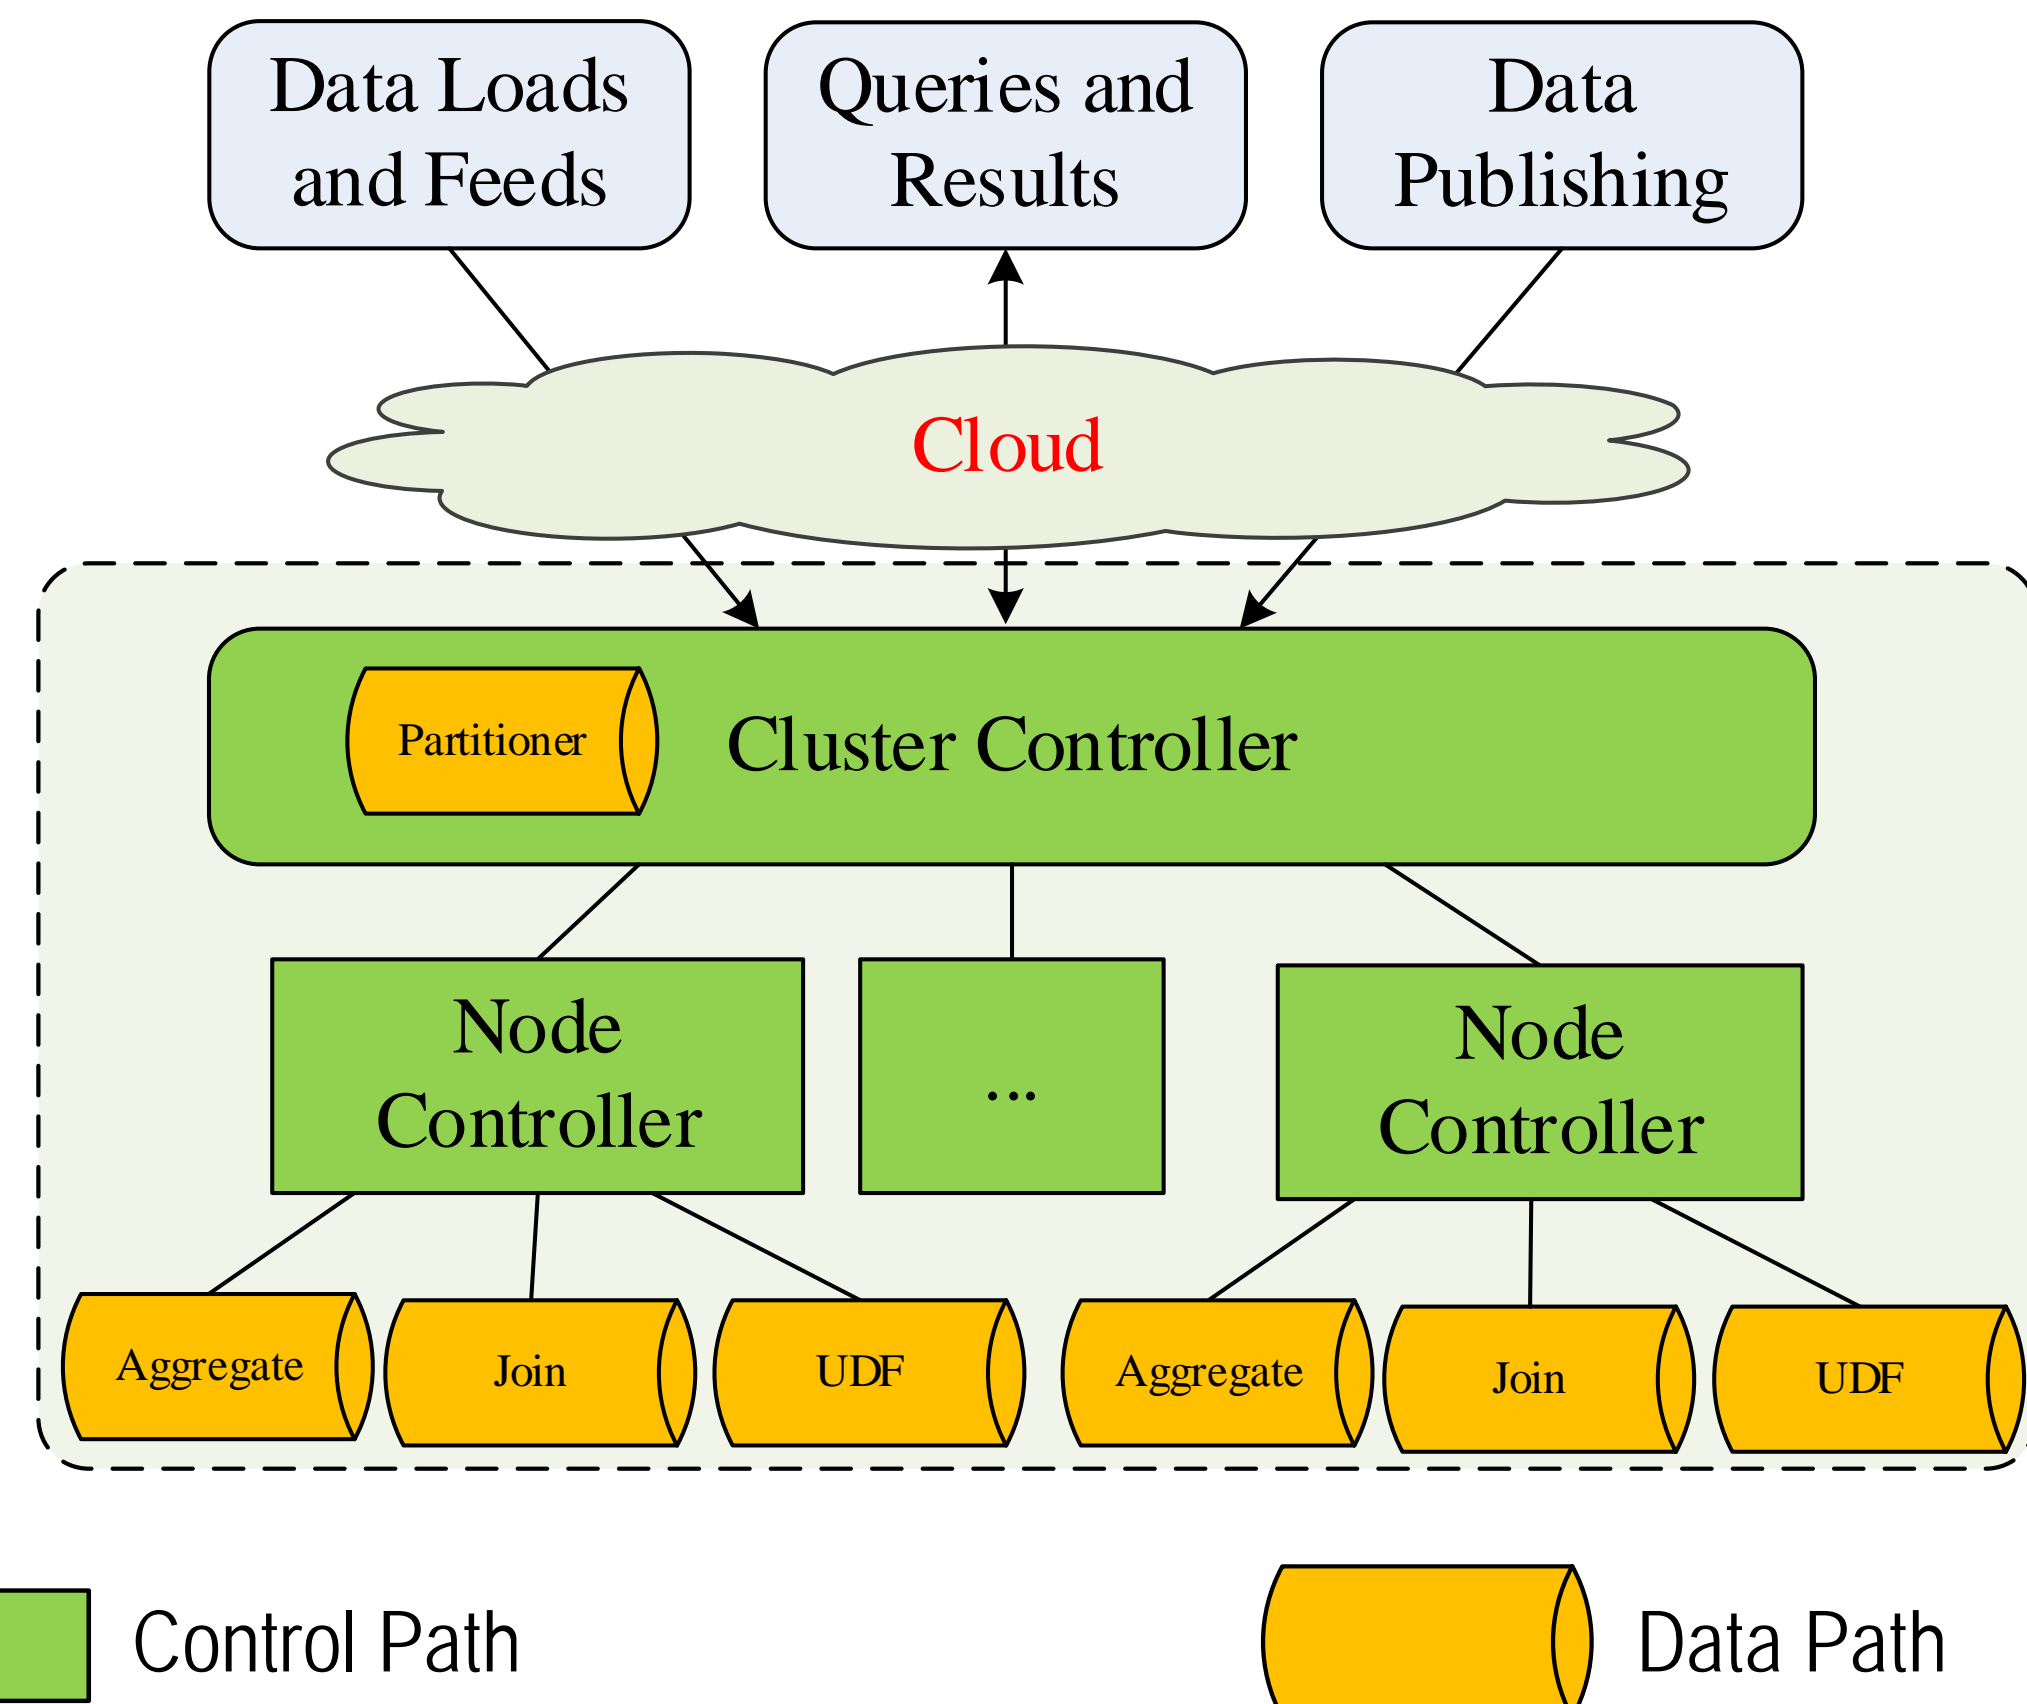 Data Loads
and Feeds
Queries and
Results
Data
Publishing
Cloud
Partitioner
Cluster Controller
Node
Controller
...
Node
Controller
Aggregate
Join
UDF
Aggregate
Join
UDF
Control Path
Data Path